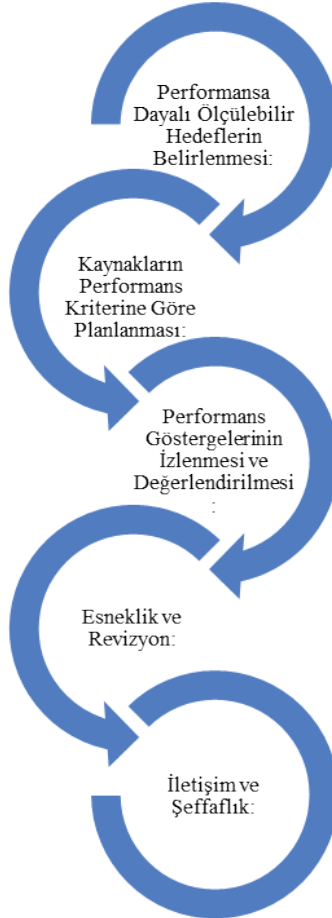 Performansa
Dayalı Ölçülebilir
Hedeflerin
Belirlenmesi:
Kaynakların
Performans
Kriterine Göre
Planlanması:
Performans
Göstergelerinin
İzlenmesi ve
Değerlendirilmesi
:
Esneklik ve
Revizyon:
İletişim ve
Şeffaflık: